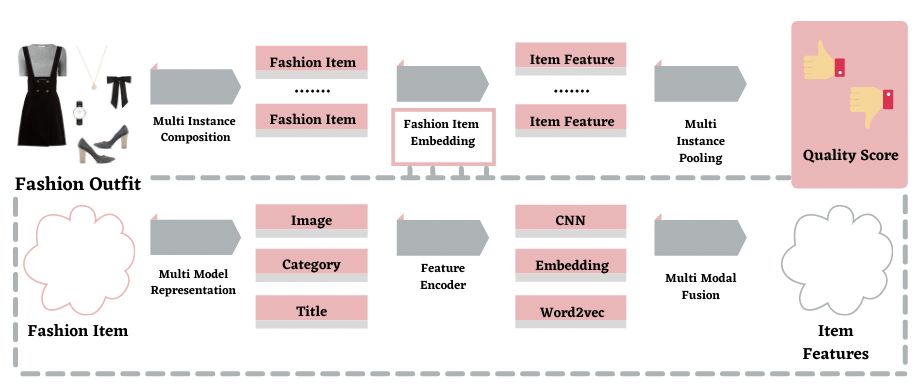 Fashion Outfit
Multi Instance
Composition
Fashion Item
.......
Fashion Item
Fashion Item
Embedding
Item Feature
.......
Item Feature
Multi
Instance
Pooling
Quality Score
Fashion Item
Multi Model
Representation
Image
Category
Title
Feature
Encoder
CNN
Embedding
Word2vec
Multi Modal
Fusion
Item
Features